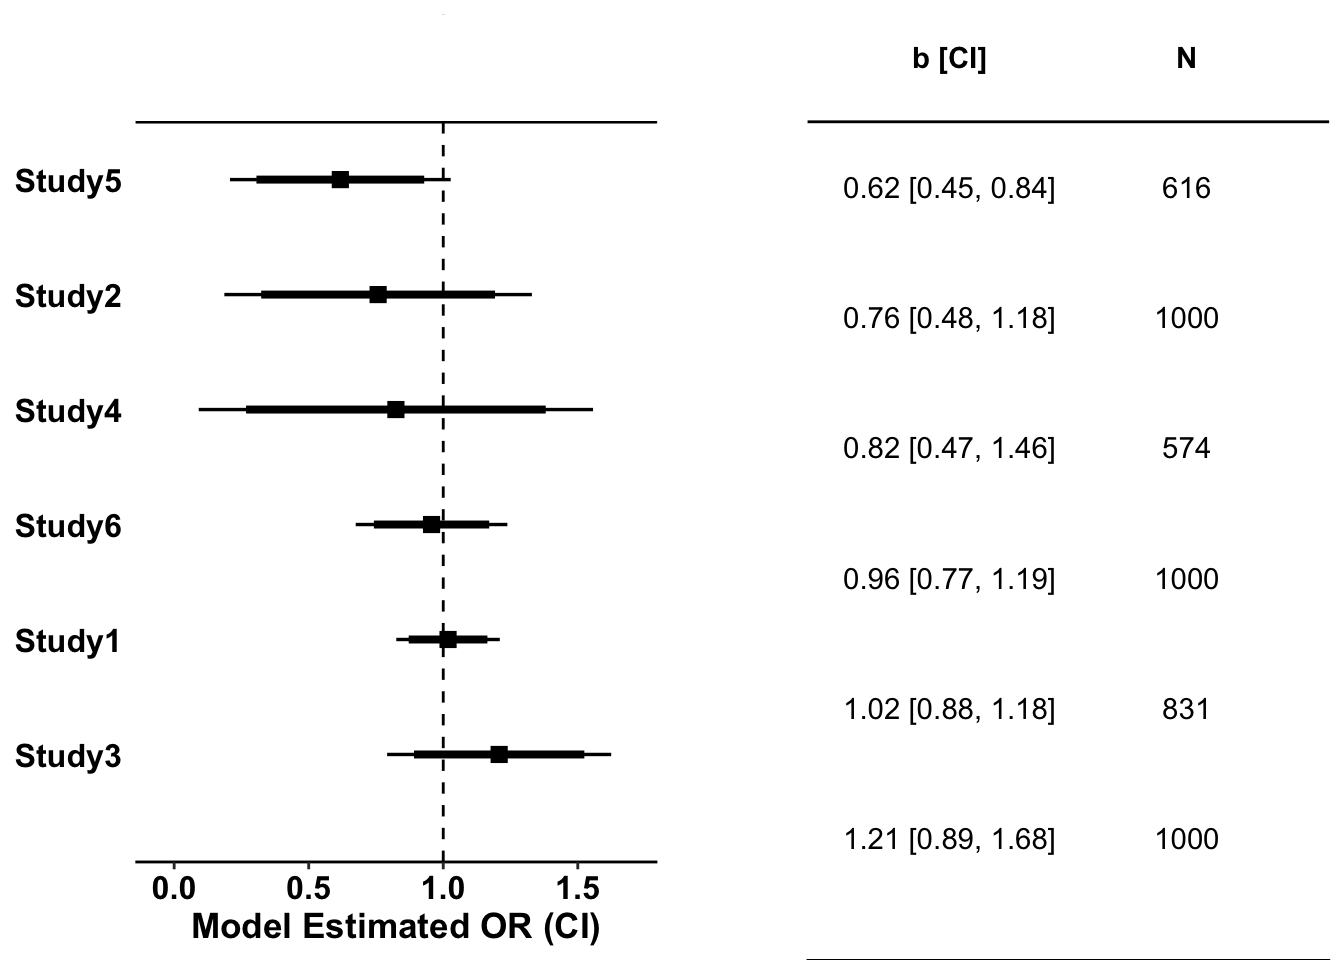 b [CI] N
Study5 0.62 [0.45, 0.84] 616
Study2 0.76 [0.48, 1.18] 1000
Study4 0.82 [0.47, 1.46] 574
Study6 0.96 [0.77, 1.19] 1000
Study1 1.02 [0.88, 1.18] 831
Study3 1.21 [0.89, 1.68] 1000
0.0 0.5 1.0 1.5
Model Estimated OR (CI)